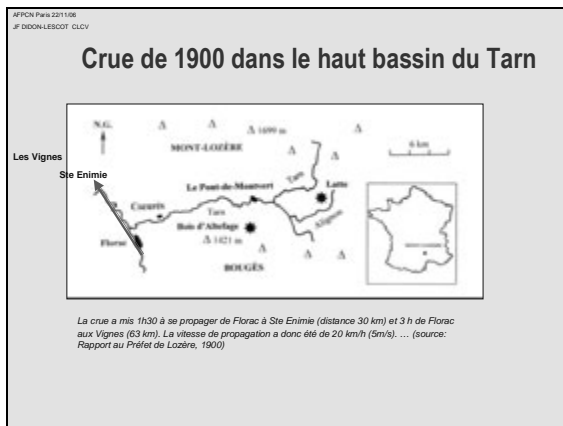 AFPCN Paris 22/11/06
JF DIDON-LESCOT CLCV
Crue de 1900 dans le haut bassin du Tarn
N.G.
1699 m
6 km
MONT-LOZÈRE
Les Vignes
Ste Enimie
Le Pont-de-Montvert
Tarn
Latte
Cocurès
Tarn
Alignon
Bois d'Altefage
Florac
1421 m
BOUGÈS
La crue a mis 1h30 à se propager de Florac à Ste Enimie (distance 30 km) et 3 h de Florac
aux Vignes (63 km). La vitesse de propagation a donc été de 20 km/h (5m/s). … (source:
Rapport au Préfet de Lozère, 1900)